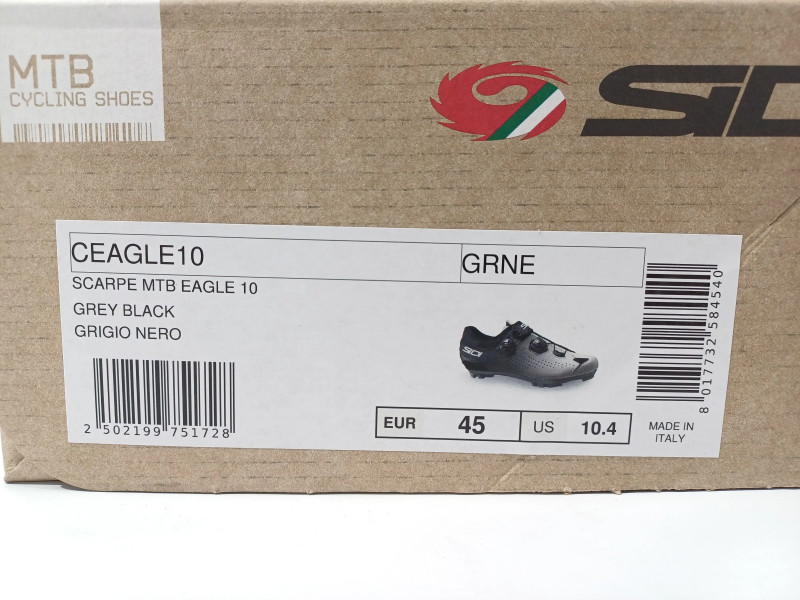 MTB
CYCLING SHOES
SIDI
CEAGLE10
GRNE
SCARPE MTB EAGLE 10
GREY BLACK
GRIGIO NERO
SIDI
2 502199 751728
EUR 45 US 10.4
8 017732 584540
MADE IN
ITALY